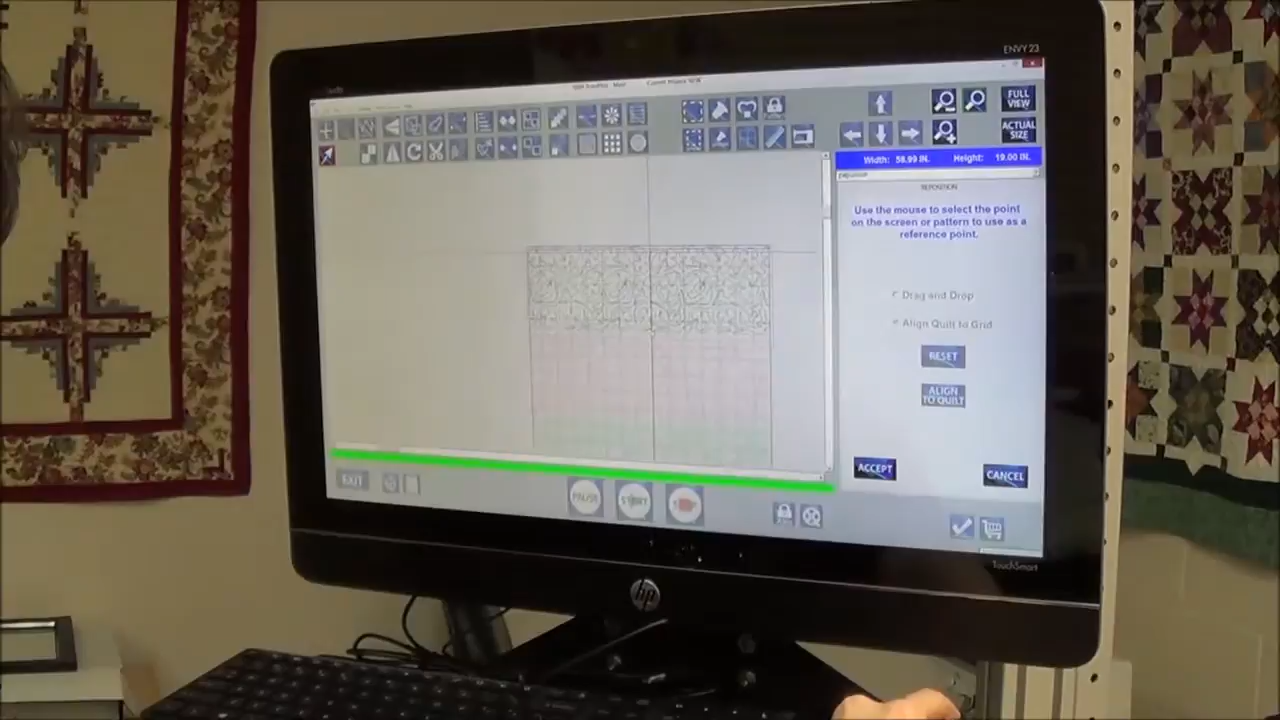 ENVY 23
FULL
VIEW
ACTUAL
SIZE
Width: 58.99 IN. Height: 19.00 IN.
REPOSITION
Use the mouse to select the point
on the screen or pattern to use as a
reference point.
Drag and Drop
Align Quilt to Grid
RESET
ALIGN
TO QUILT
ACCEPT
CANCEL
EXIT
PAUSE
START
TouchSmart
hp